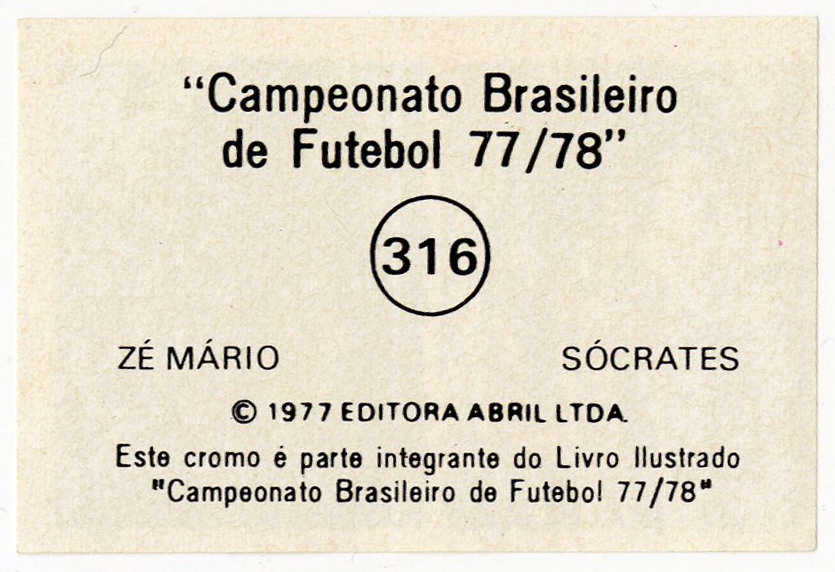 “Campeonato Brasileiro
de Futebol 77/78”
316
ZÉ MÁRIO SÓCRATES
© 1977 EDITORA ABRIL LTDA.
Este cromo é parte integrante do Livro Ilustrado
"Campeonato Brasileiro de Futebol 77/78"